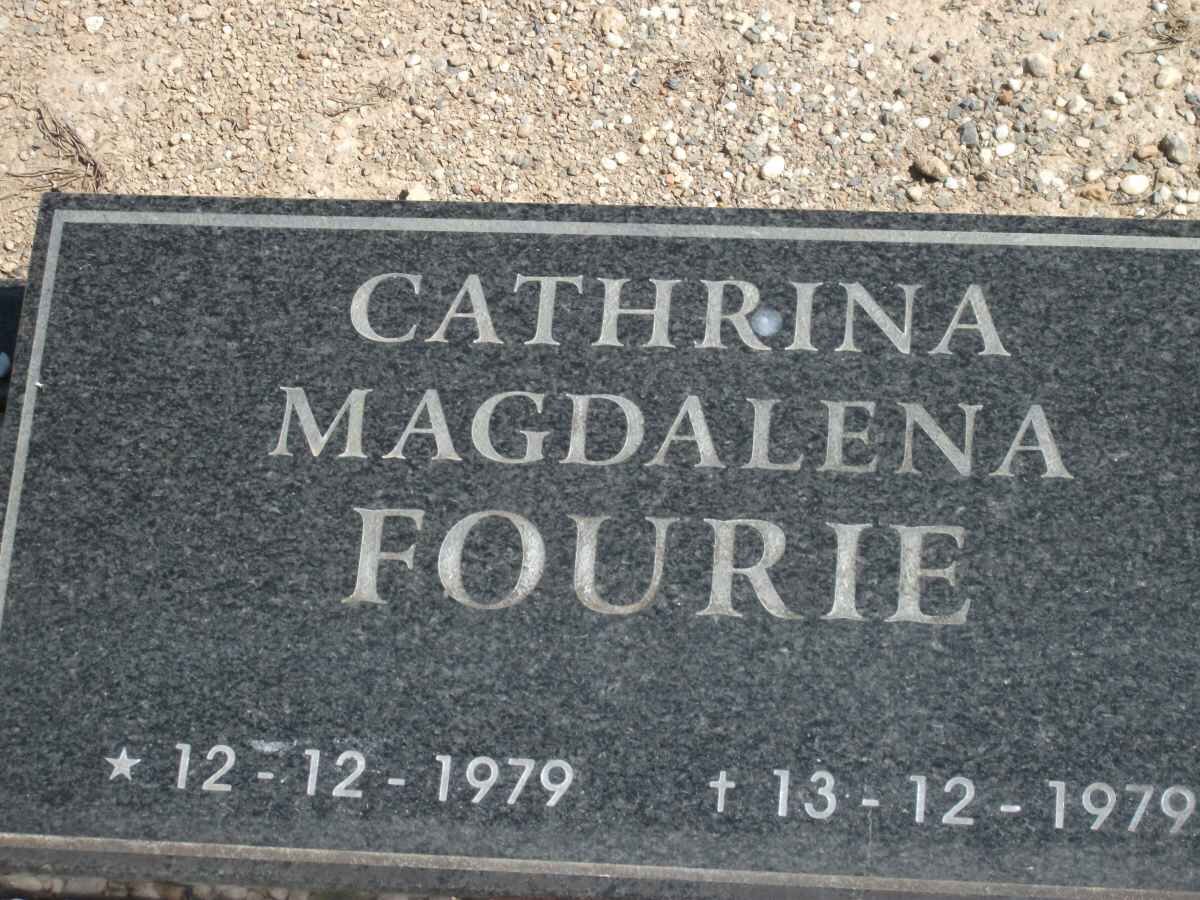 CATHRINA
MAGDALENA
FOURIE
★ 12-12-1979 † 13-12-1979